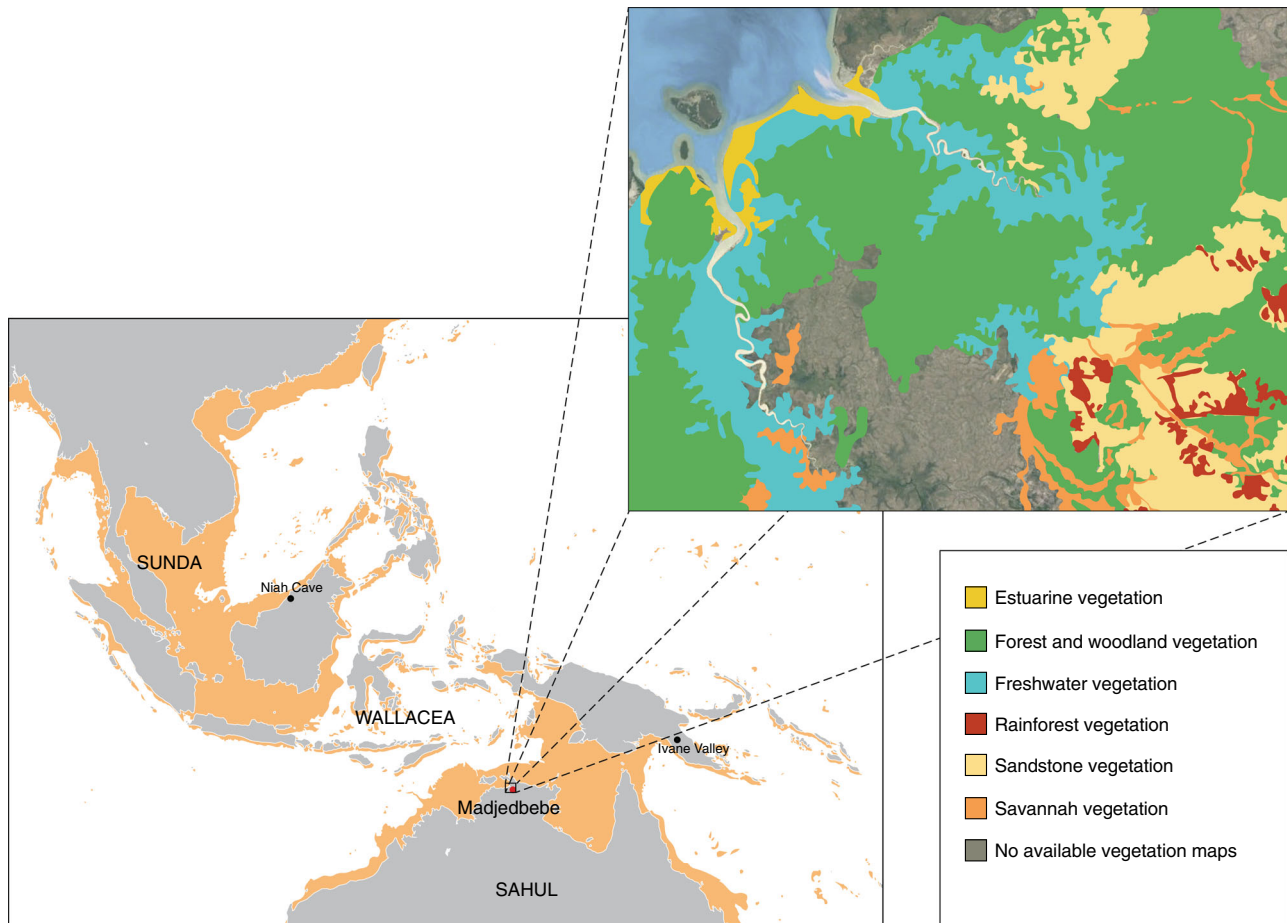 SUNDA
Niah Cave
WALLACEA
Ivane Valley
Madjedbebe
SAHUL
Estuarine vegetation
Forest and woodland vegetation
Freshwater vegetation
Rainforest vegetation
Sandstone vegetation
Savannah vegetation
No available vegetation maps